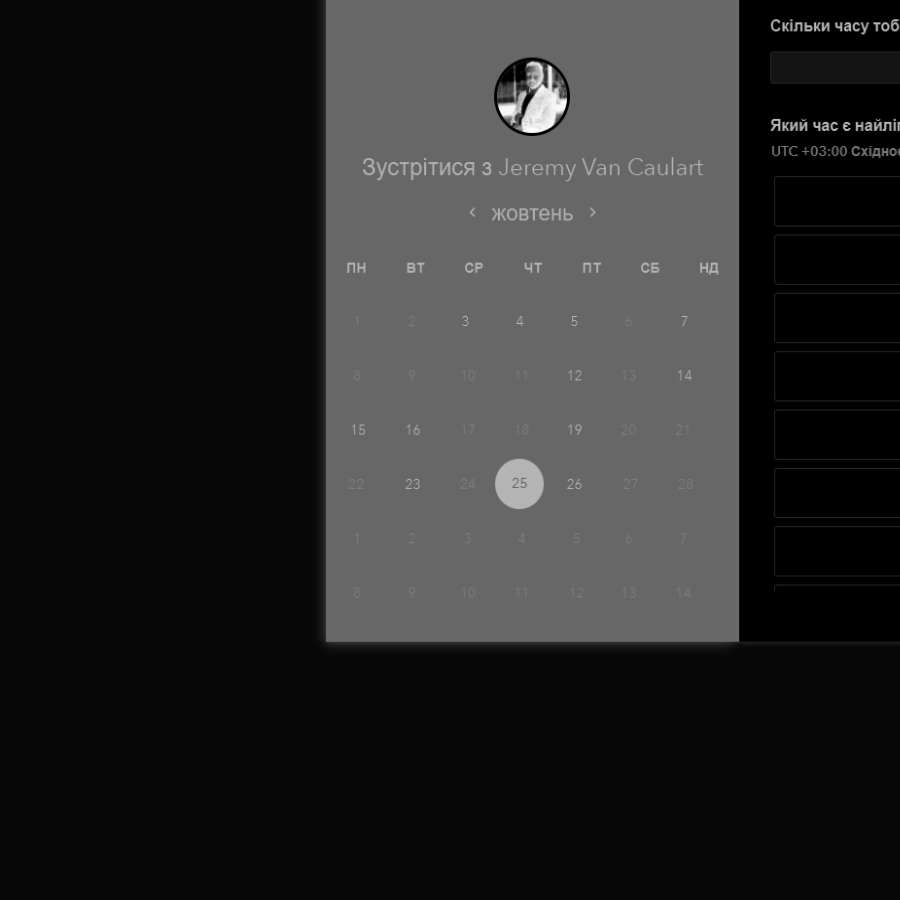 Зустрітися з Jeremy Van Caulart
жовтень
ПН ВТ СР ЧТ ПТ СБ НД
1 2 3 4 5 6 7
8 9 10 11 12 13 14
15 16 17 18 19 20 21
22 23 24 25 26 27 28
1 2 3 4 5 6 7
8 9 10 11 12 13 14
Скільки часу тоб
Який час є найлі
UTC +03:00 Східно